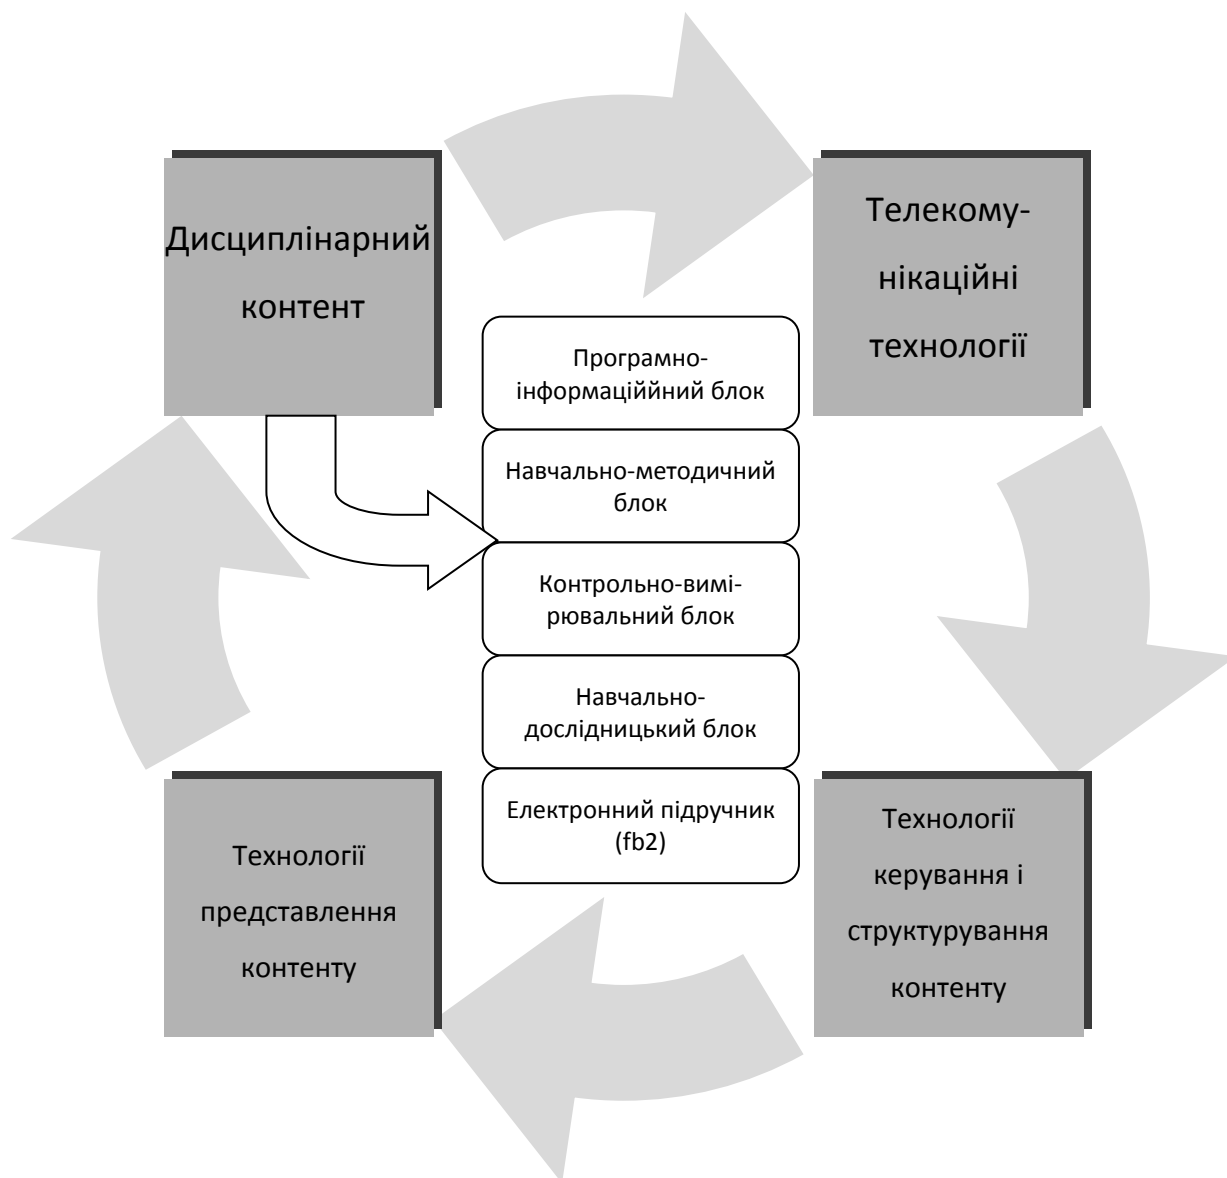 Дисциплінарний
контент
Телекому-
нікаційні
технології
Програмно-
інформаціййний блок
Навчально-методичний
блок
Контрольно-вимі-
рювальний блок
Навчально-
дослідницький блок
Електронний підручник
(fb2)
Технології
представлення
контенту
Технології
керування і
структурування
контенту